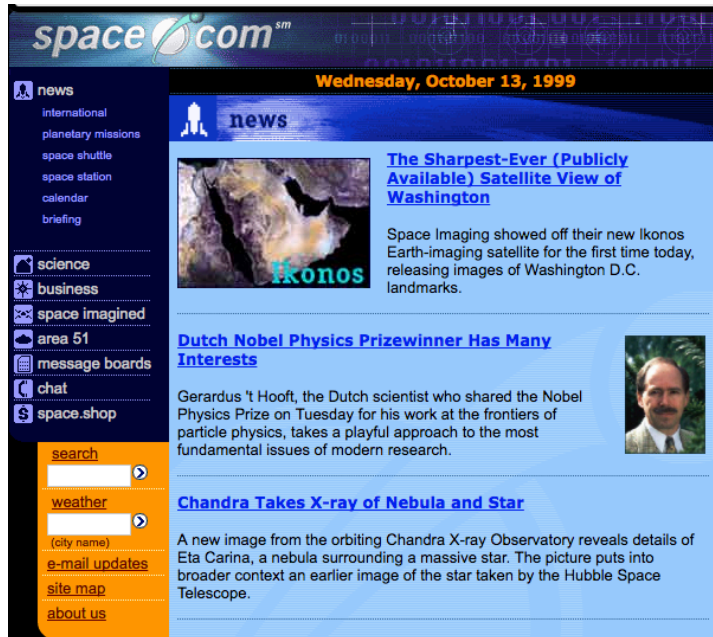 space.com℠
Wednesday, October 13, 1999
news
international
planetary missions
space shuttle
space station
calendar
briefing
science
business
space imagined
area 51
message boards
chat
space.shop
search
weather
(city name)
e-mail updates
site map
about us
news
Ikonos
The Sharpest-Ever (Publicly
Available) Satellite View of
Washington
Space Imaging showed off their new Ikonos
Earth-imaging satellite for the first time today,
releasing images of Washington D.C.
landmarks.
Dutch Nobel Physics Prizewinner Has Many
Interests
Gerardus 't Hooft, the Dutch scientist who shared the Nobel
Physics Prize on Tuesday for his work at the frontiers of
particle physics, takes a playful approach to the most
fundamental issues of modern research.
Chandra Takes X-ray of Nebula and Star
A new image from the orbiting Chandra X-ray Observatory reveals details of
Eta Carina, a nebula surrounding a massive star. The picture puts into
broader context an earlier image of the star taken by the Hubble Space
Telescope.